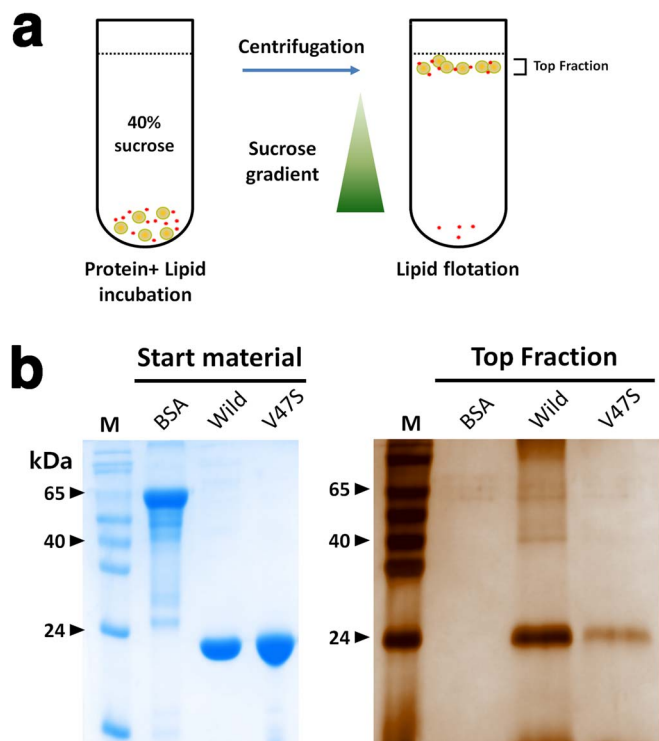 a
Centrifugation
Top Fraction
40%
sucrose
Sucrose
gradient
Protein+ Lipid
incubation
Lipid flotation
b
Start material
Top Fraction
M
BSA
Wild
V47S
M
BSA
Wild
V47S
kDa
65
40
24
65
40
24